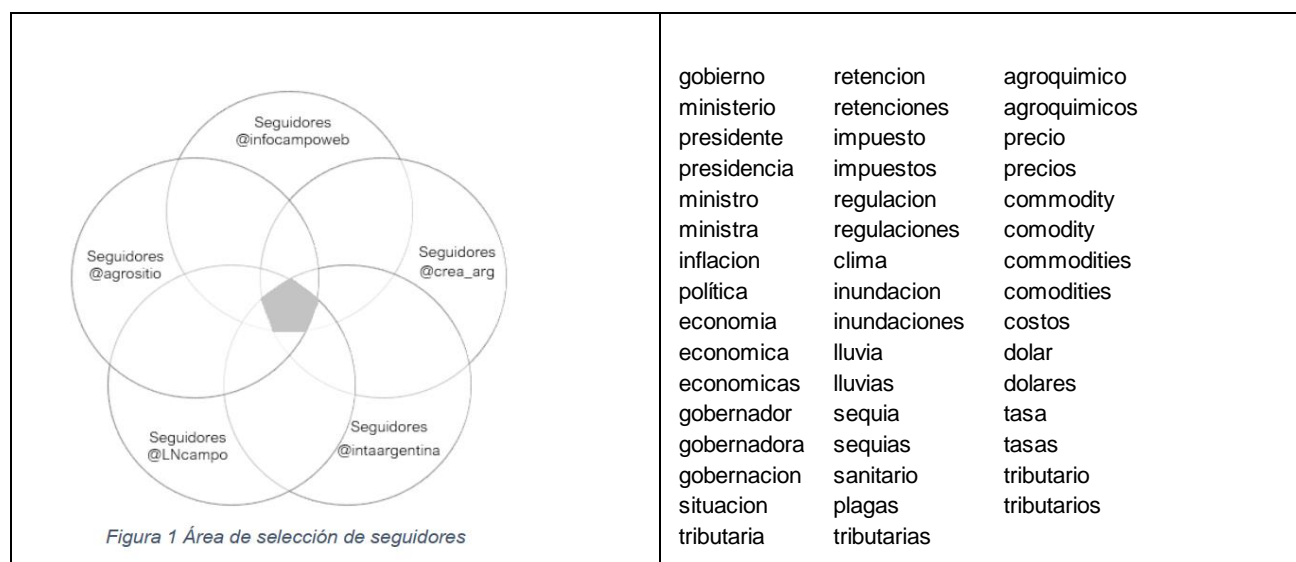 Seguidores
@infocampoweb
Seguidores
@agrositio
Seguidores
@crea_arg
Seguidores
@LNcampo
Seguidores
@intaargentina
Figura 1 Área de selección de seguidores
gobierno retencion agroquimico
ministerio retenciones agroquimicos
presidente impuesto precio
presidencia impuestos precios
ministro regulacion commodity
ministra regulaciones comodity
inflacion clima commodities
política inundacion comodities
economia inundaciones costos
economica lluvia dolar
economicas lluvias dolares
gobernador sequia tasa
gobernadora sequias tasas
gobernacion sanitario tributario
situacion plagas tributarios
tributaria tributarias